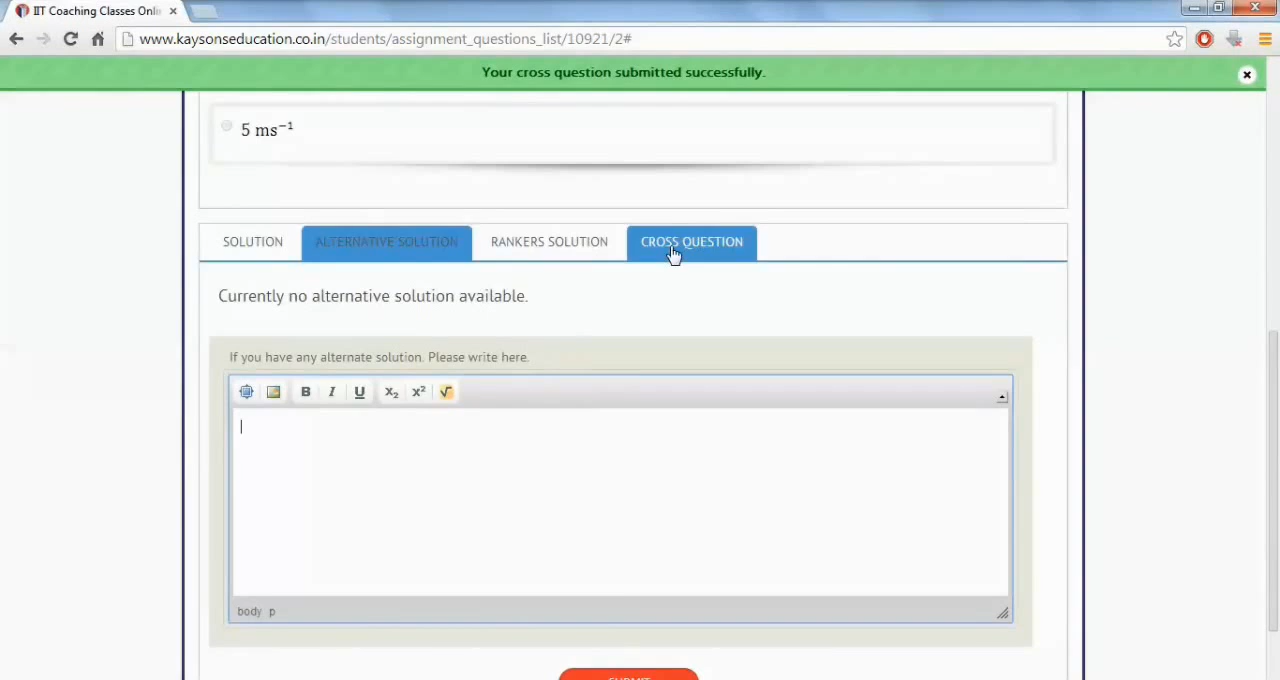 IIT Coaching Classes Onli
www.kaysonseducation.co.in/students/assignment_questions_list/10921/2#
Your cross question submitted successfully.
5 ms⁻¹
SOLUTION ALTERNATIVE SOLUTION RANKERS SOLUTION CROSS QUESTION
Currently no alternative solution available.
If you have any alternate solution. Please write here.
B I U X₂ X² √
body p
SUBMIT